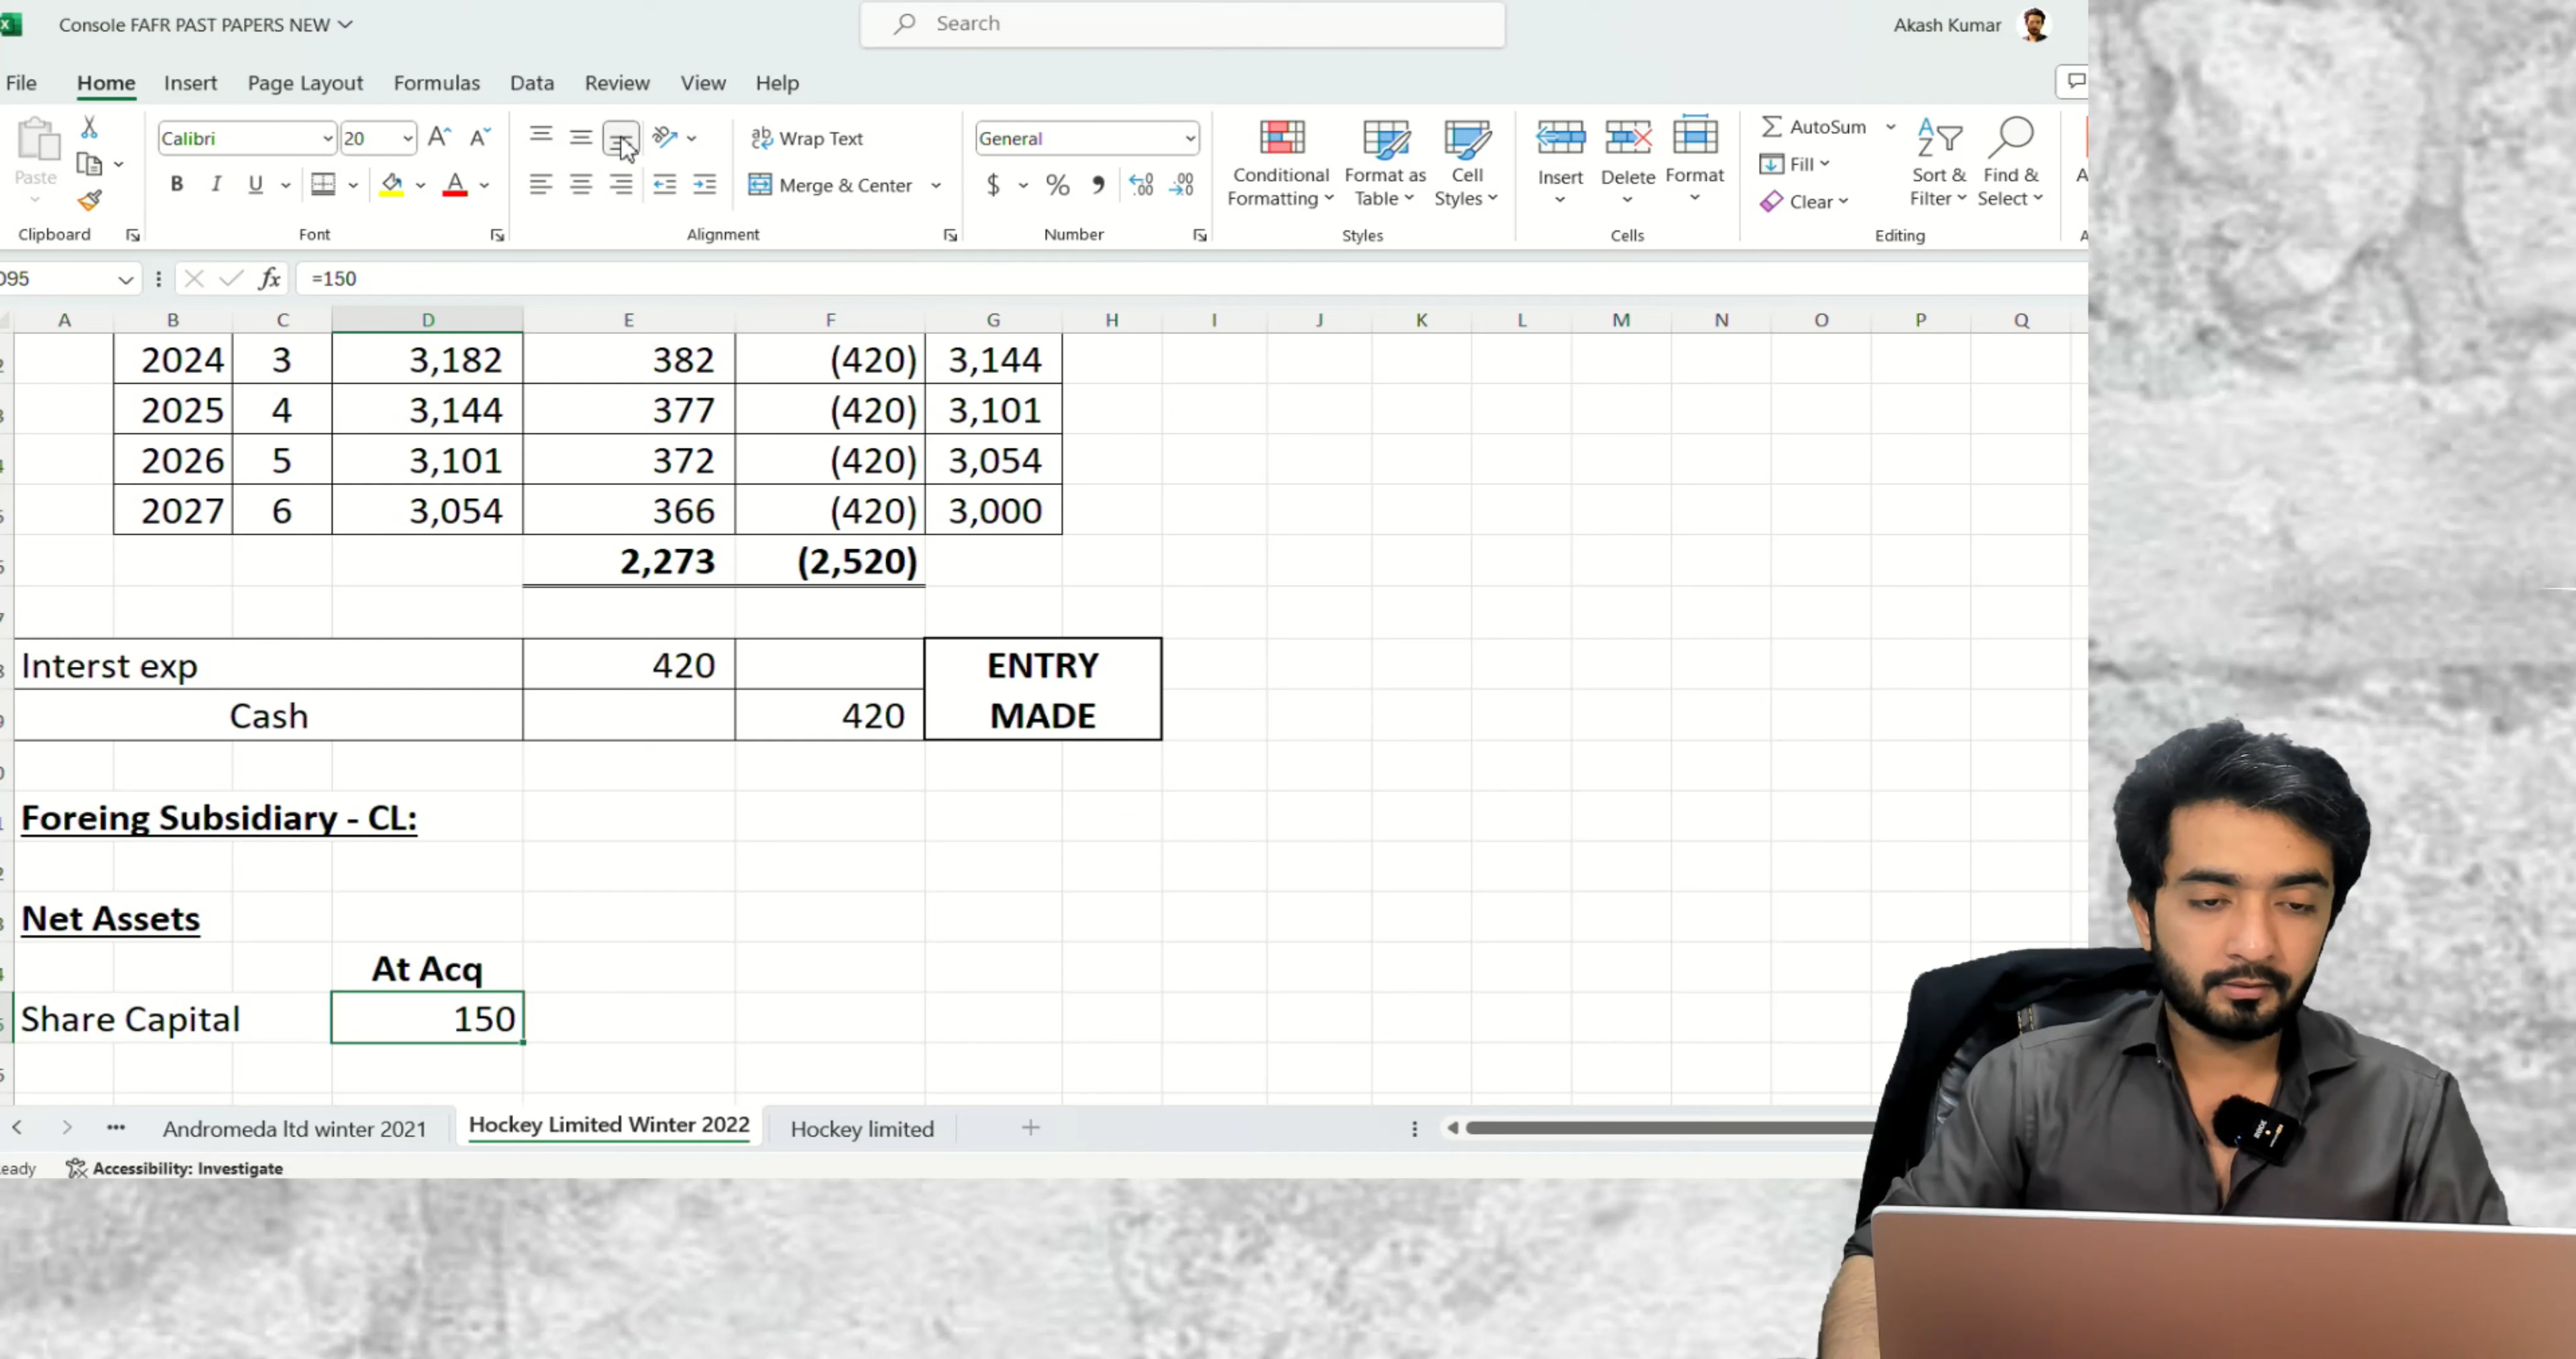 Console FAFR PAST PAPERS NEW
Search
Akash Kumar
File Home Insert Page Layout Formulas Data Review View Help
Paste
Calibri 20
Wrap Text
Merge & Center
General
Conditional Formatting
Format as Table
Cell Styles
Insert
Delete
Format
AutoSum
Fill
Clear
Sort & Filter
Find & Select
Clipboard Font Alignment Number Styles Cells Editing
D95 fx =150
A B C D E F G H I J K L M N O P Q
2024 3 3,182 382 (420) 3,144
2025 4 3,144 377 (420) 3,101
2026 5 3,101 372 (420) 3,054
2027 6 3,054 366 (420) 3,000
2,273 (2,520)
Interst exp 420 ENTRY
Cash 420 MADE
Foreing Subsidiary - CL:
Net Assets
At Acq
Share Capital 150
Andromeda ltd winter 2021 Hockey Limited Winter 2022 Hockey limited
eady Accessibility: Investigate